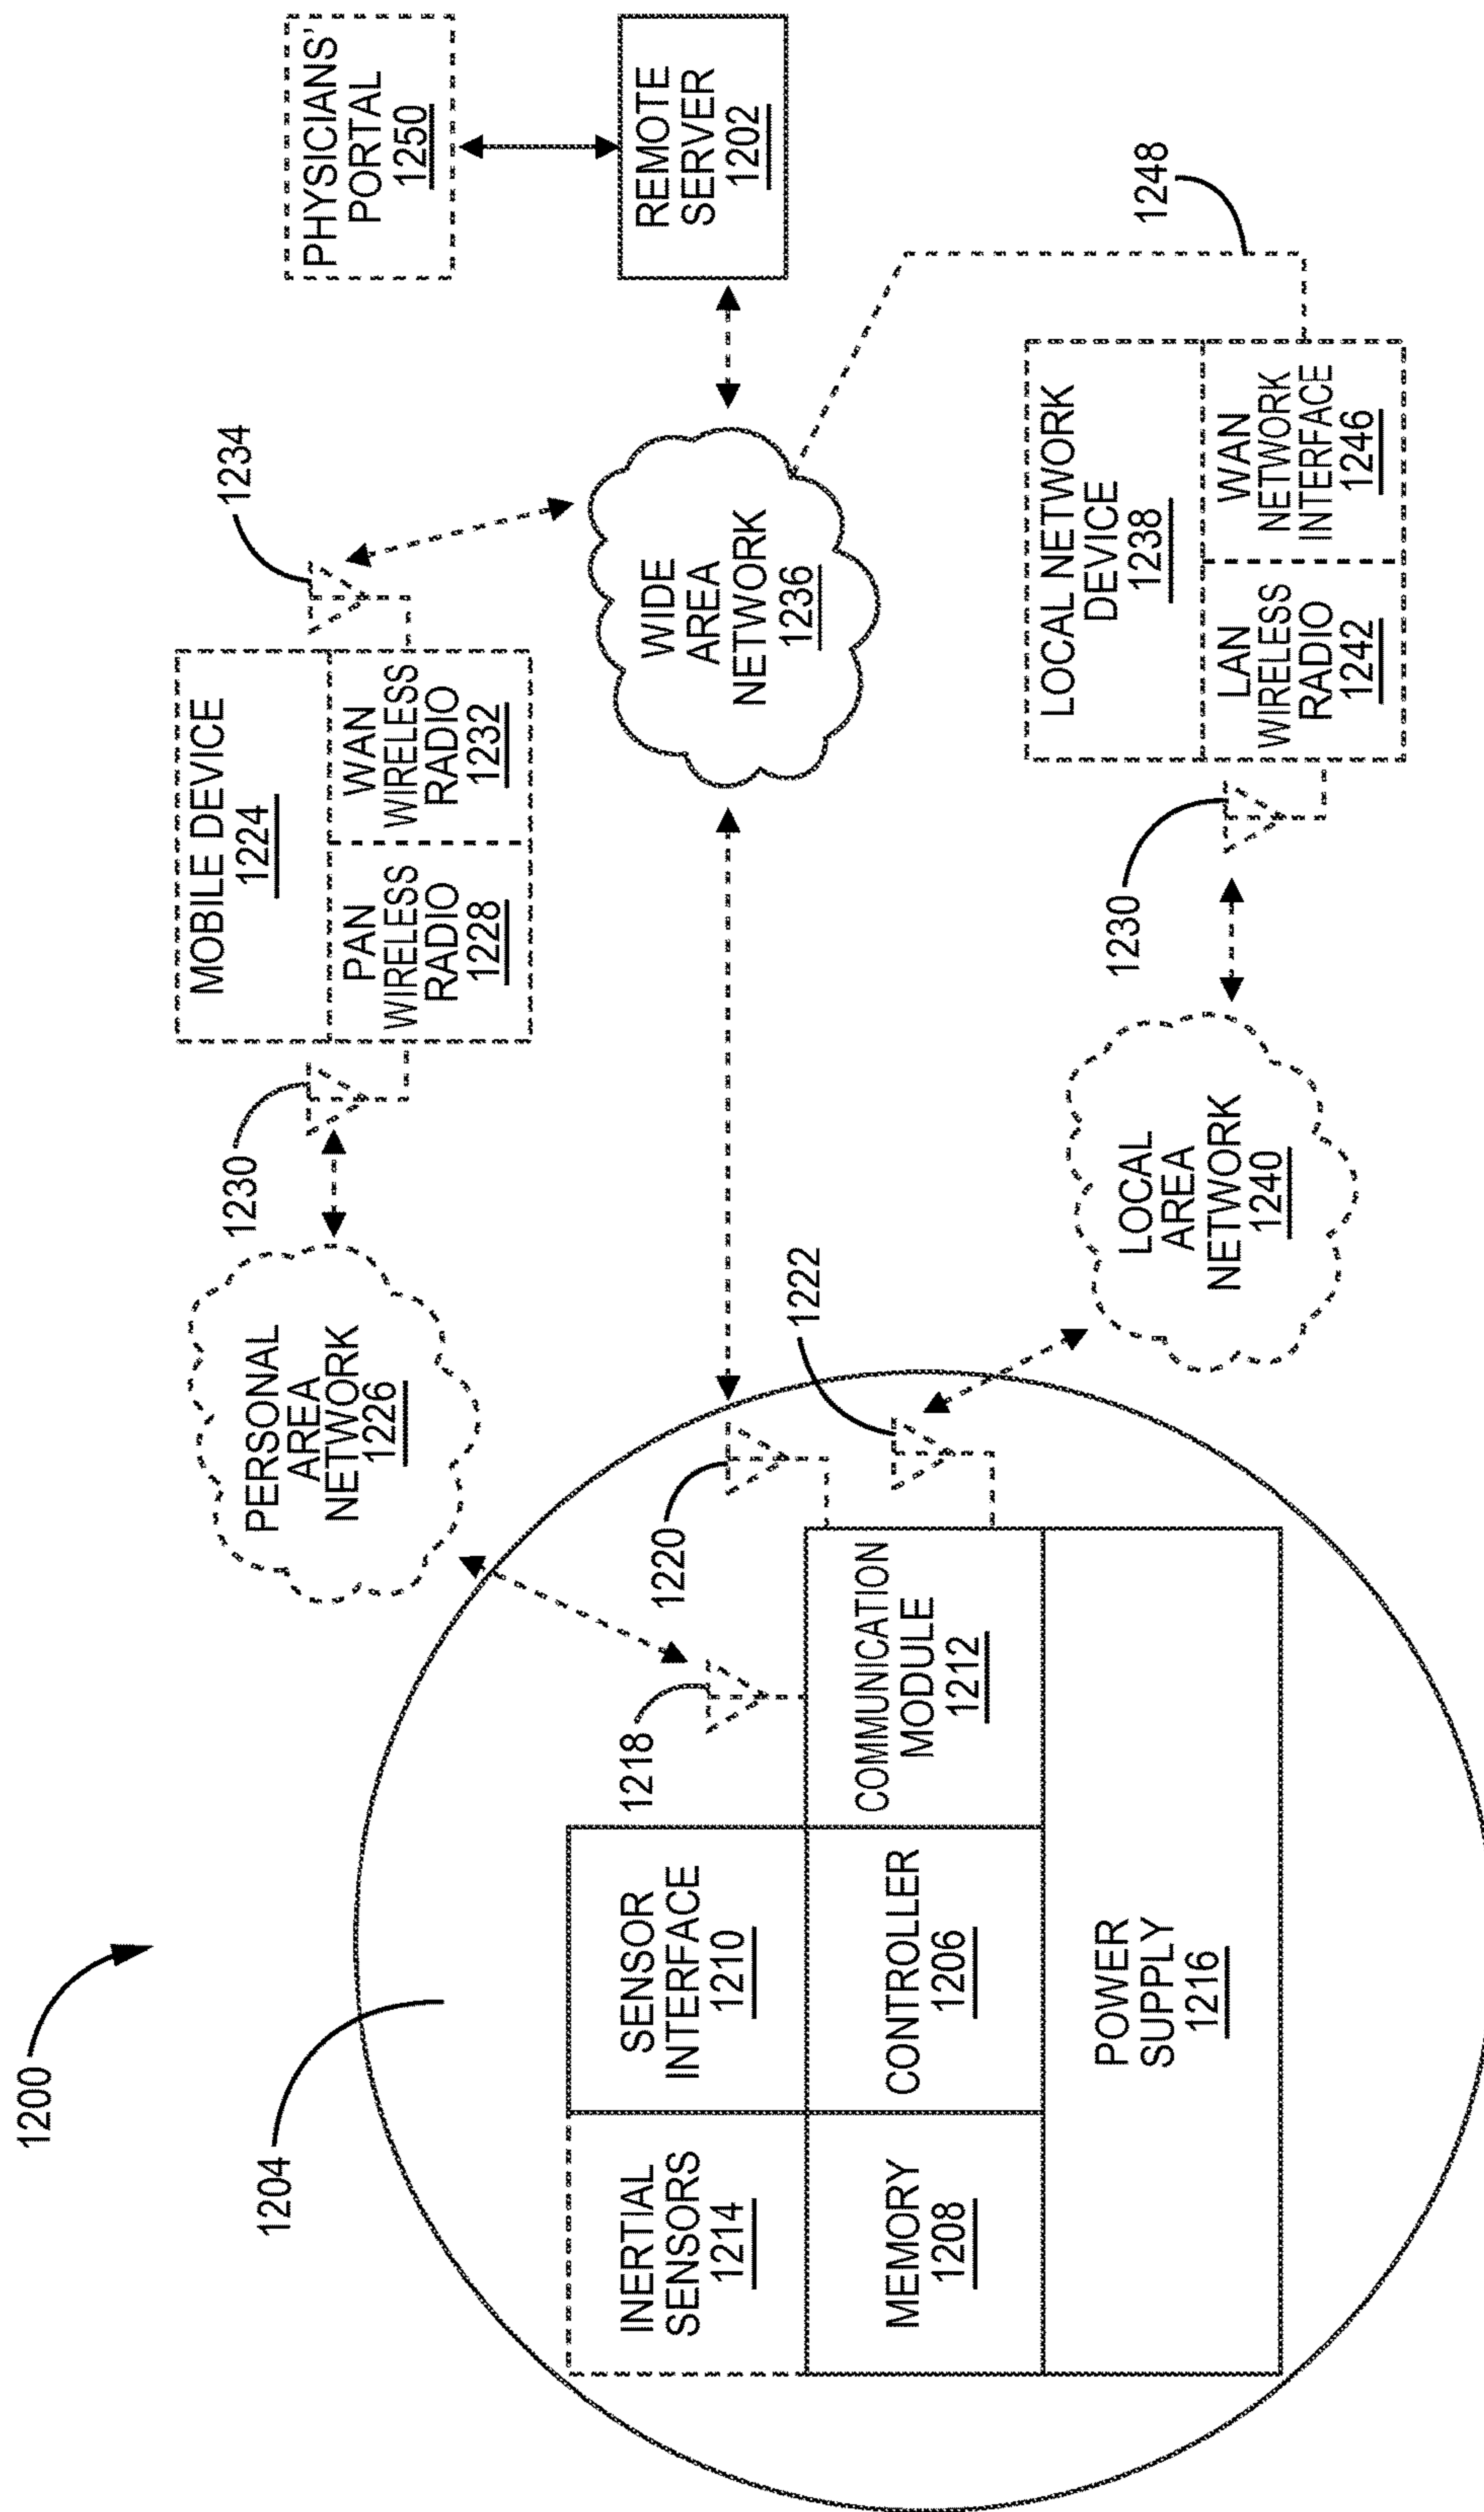 1200
1204
INERTIAL
SENSORS
1214
SENSOR
INTERFACE
1210
MEMORY
1208
CONTROLLER
1206
COMMUNICATION
MODULE
1212
POWER
SUPPLY
1216
1218
1220
1222
PERSONAL
AREA
NETWORK
1226
1230
MOBILE DEVICE
1224
PAN
WIRELESS
RADIO
1228
WAN
WIRELESS
RADIO
1232
1234
WIDE
AREA
NETWORK
1236
PHYSICIANS'
PORTAL
1250
REMOTE
SERVER
1202
LOCAL
AREA
NETWORK
1240
1230
LOCAL NETWORK
DEVICE
1238
LAN
WIRELESS
RADIO
1242
WAN
NETWORK
INTERFACE
1246
1248